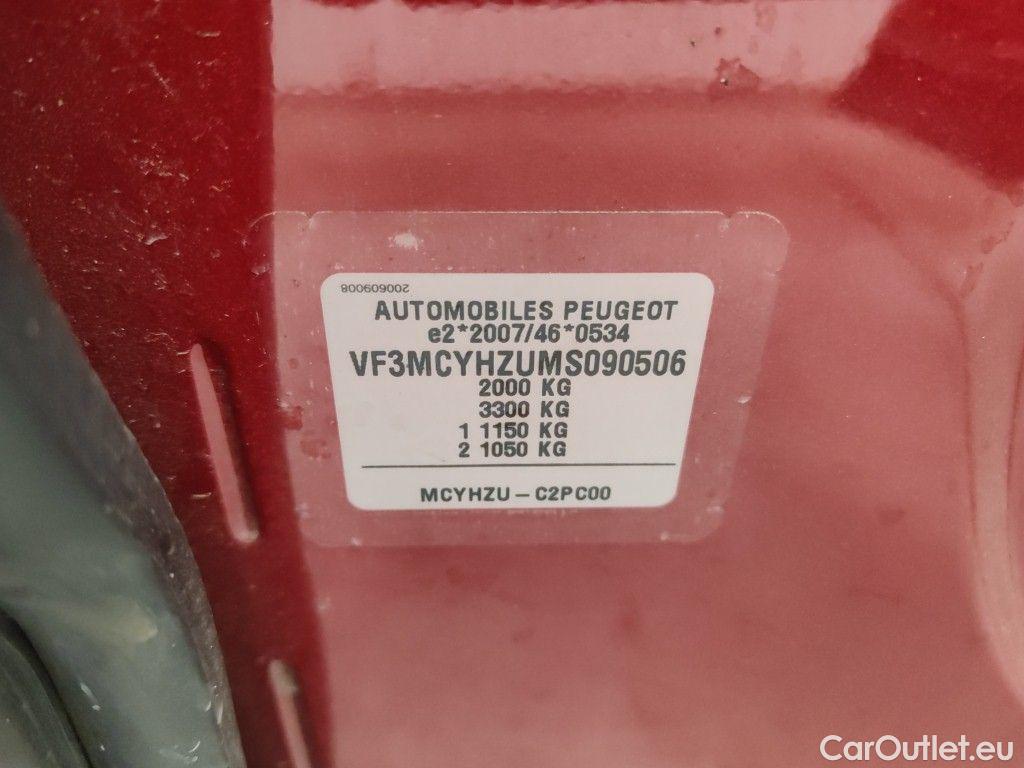 200609008
AUTOMOBILES PEUGEOT
e2*2007/46*0534
VF3MCYHZUMS090506
2000 KG
3300 KG
1 1150 KG
2 1050 KG
MCYHZU – C2PC00
CarOutlet.eu